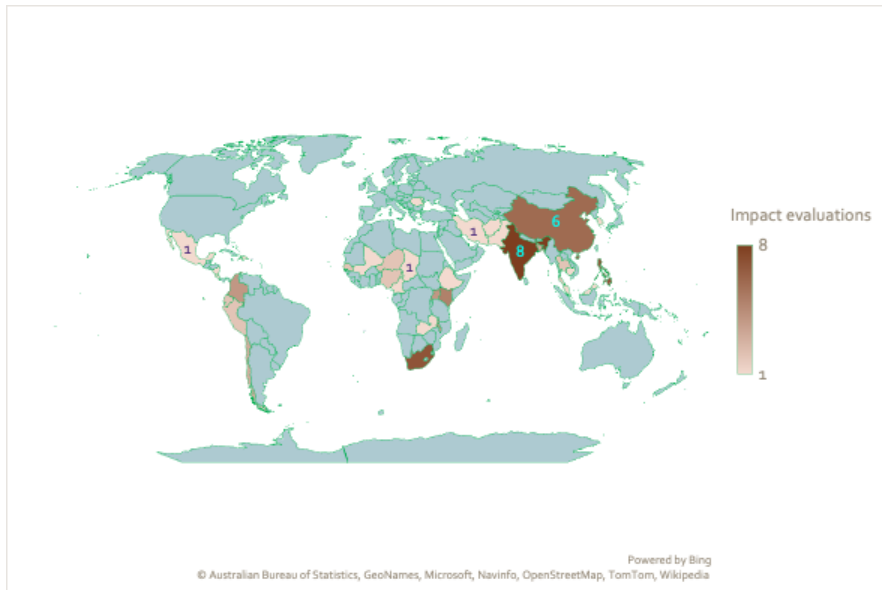 Impact evaluations
8
6
1
1
8
1
1
Powered by Bing
© Australian Bureau of Statistics, GeoNames, Microsoft, Navinfo, OpenStreetMap, TomTom, Wikipedia